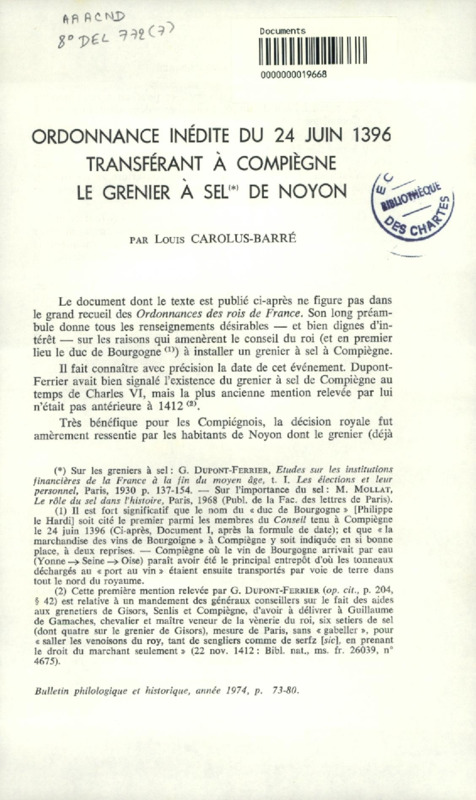 AAACND
8° DEL 772(7)
Documents
0000000019668
ORDONNANCE INÉDITE DU 24 JUIN 1396
TRANSFÉRANT À COMPIÈGNE
LE GRENIER À SEL(*) DE NOYON
EC
BIBLIOTHÈQUE
DES CHARTES
PAR LOUIS CAROLUS-BARRÉ
Le document dont le texte est publié ci-après ne figure pas dans
le grand recueil des Ordonnances des rois de France. Son long préam-
bule donne tous les renseignements désirables — et bien dignes d'in-
térêt — sur les raisons qui amenèrent le conseil du roi (et en premier
lieu le duc de Bourgogne (1)) à installer un grenier à sel à Compiègne.
Il fait connaître avec précision la date de cet événement. Dupont-
Ferrier avait bien signalé l'existence du grenier à sel de Compiègne au
temps de Charles VI, mais la plus ancienne mention relevée par lui
n'était pas antérieure à 1412 (2).
Très bénéfique pour les Compiégnois, la décision royale fut
amèrement ressentie par les habitants de Noyon dont le grenier (déjà
(*) Sur les greniers à sel : G. DUPONT-FERRIER, Etudes sur les institutions
financières de la France à la fin du moyen âge, t. I. Les élections et leur
personnel, Paris, 1930 p. 137-154. — Sur l'importance du sel : M. MOLLAT,
Le rôle du sel dans l'histoire, Paris, 1968 (Publ. de la Fac. des lettres de Paris).
(1) Il est fort significatif que le nom du « duc de Bourgogne » [Philippe
le Hardi] soit cité le premier parmi les membres du Conseil tenu à Compiègne
le 24 juin 1396 (Ci-après, Document I, après la formule de date); et que « la
marchandise des vins de Bourgoigne » à Compiègne y soit indiquée en si bonne
place, à deux reprises. — Compiègne où le vin de Bourgogne arrivait par eau
(Yonne → Seine → Oise) paraît avoir été le principal entrepôt d'où les tonneaux
déchargés au « port au vin » étaient ensuite transportés par voie de terre dans
tout le nord du royaume.
(2) Cette première mention relevée par G. DUPONT-FERRIER (op. cit., p. 204,
§ 42) est relative à un mandement des généraux conseillers sur le fait des aides
aux grenetiers de Gisors, Senlis et Compiègne, d'avoir à délivrer à Guillaume
de Gamaches, chevalier et maître veneur de la vènerie du roi, six setiers de sel
(dont quatre sur le grenier de Gisors), mesure de Paris, sans « gabeller », pour
« saller les venoisons du roy, tant de sengliers comme de serfz [sic], en prenant
le droit du marchant seulement » (22 nov. 1412 : Bibl. nat., ms. fr. 26039, n°
4675).
Bulletin philologique et historique, année 1974, p. 73-80.